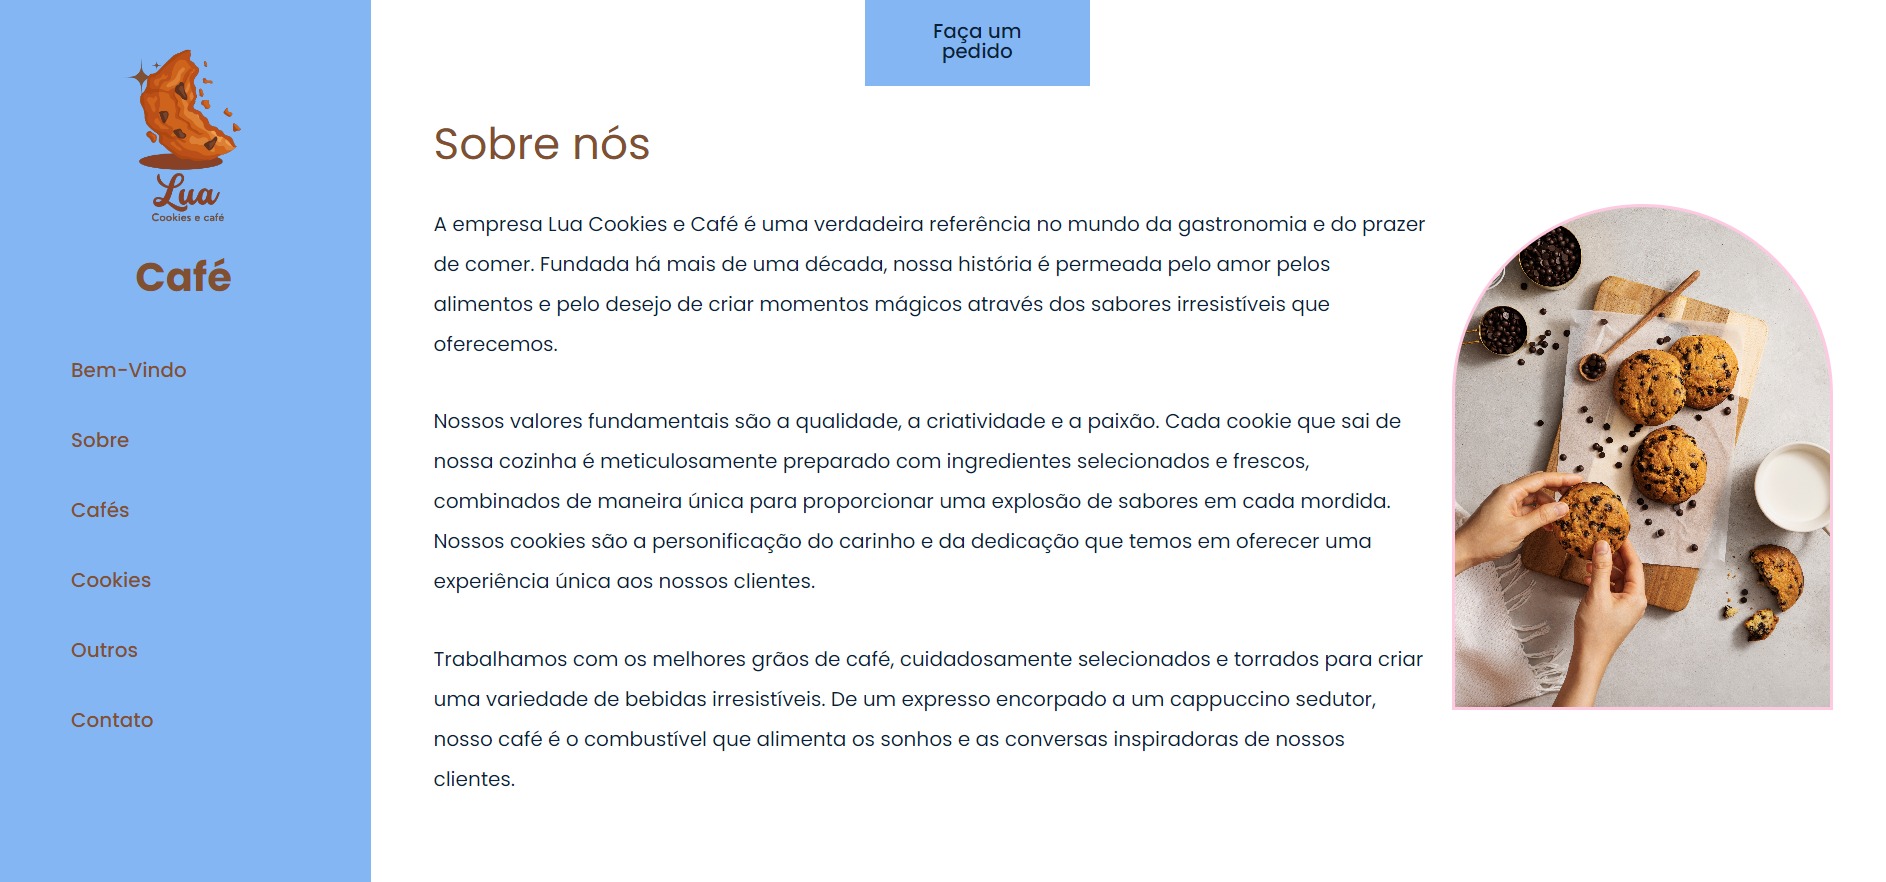 Lua
Cookies e café
Café
Bem-Vindo
Sobre
Cafés
Cookies
Outros
Contato
Faça um
pedido
Sobre nós
A empresa Lua Cookies e Café é uma verdadeira referência no mundo da gastronomia e do prazer
de comer. Fundada há mais de uma década, nossa história é permeada pelo amor pelos
alimentos e pelo desejo de criar momentos mágicos através dos sabores irresistíveis que
oferecemos.
Nossos valores fundamentais são a qualidade, a criatividade e a paixão. Cada cookie que sai de
nossa cozinha é meticulosamente preparado com ingredientes selecionados e frescos,
combinados de maneira única para proporcionar uma explosão de sabores em cada mordida.
Nossos cookies são a personificação do carinho e da dedicação que temos em oferecer uma
experiência única aos nossos clientes.
Trabalhamos com os melhores grãos de café, cuidadosamente selecionados e torrados para criar
uma variedade de bebidas irresistíveis. De um expresso encorpado a um cappuccino sedutor,
nosso café é o combustível que alimenta os sonhos e as conversas inspiradoras de nossos
clientes.